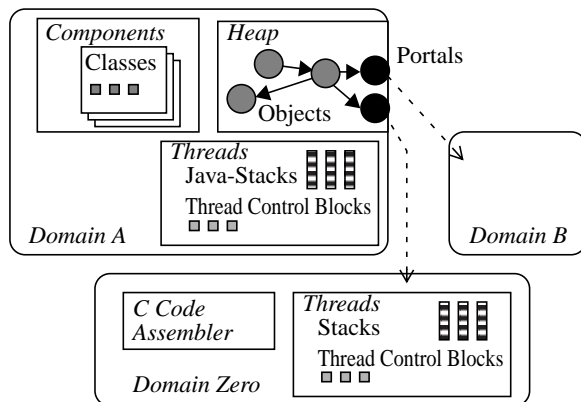 Components
Classes
Heap
Objects
Portals
Threads
Java-Stacks
Thread Control Blocks
Domain A
Domain B
C Code
Assembler
Threads
Stacks
Thread Control Blocks
Domain Zero